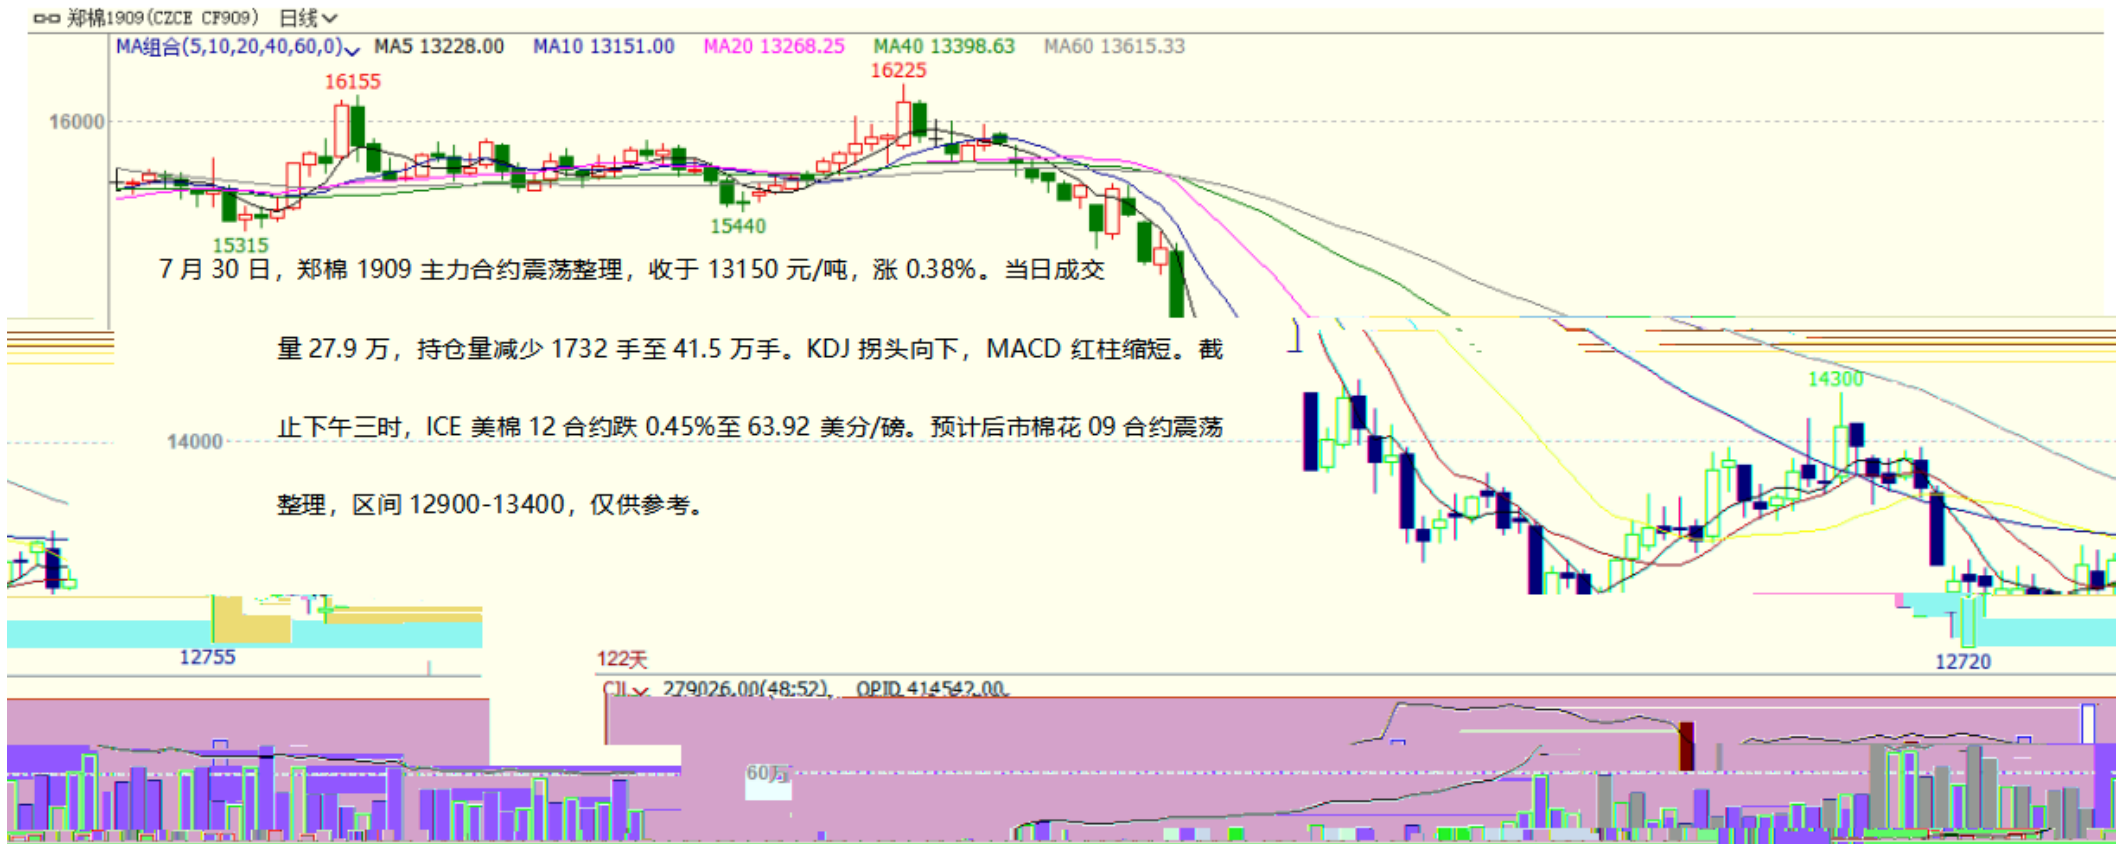 郑棉1909(CZCE CF909) 日线
MA组合(5,10,20,40,60,0) MA5 13228.00 MA10 13151.00 MA20 13268.25 MA40 13398.63 MA60 13615.33
16155
16225
16000
15315
15440
7 月 30 日，郑棉 1909 主力合约震荡整理，收于 13150 元/吨，涨 0.38%。当日成交
量 27.9 万，持仓量减少 1732 手至 41.5 万手。KDJ 拐头向下，MACD 红柱缩短。截
14300
止下午三时，ICE 美棉 12 合约跌 0.45%至 63.92 美分/磅。预计后市棉花 09 合约震荡
14000
整理，区间 12900-13400，仅供参考。
12755
122天
12720
CJL 279026.00(48:52) OPID 414542.00
60万